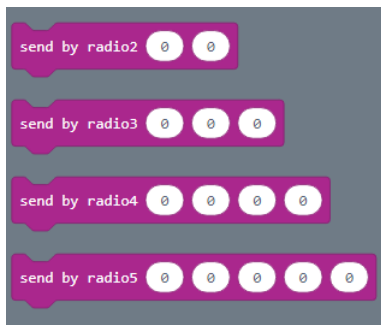 send by radio2 0 0
send by radio3 0 0 0
send by radio4 0 0 0 0
send by radio5 0 0 0 0 0